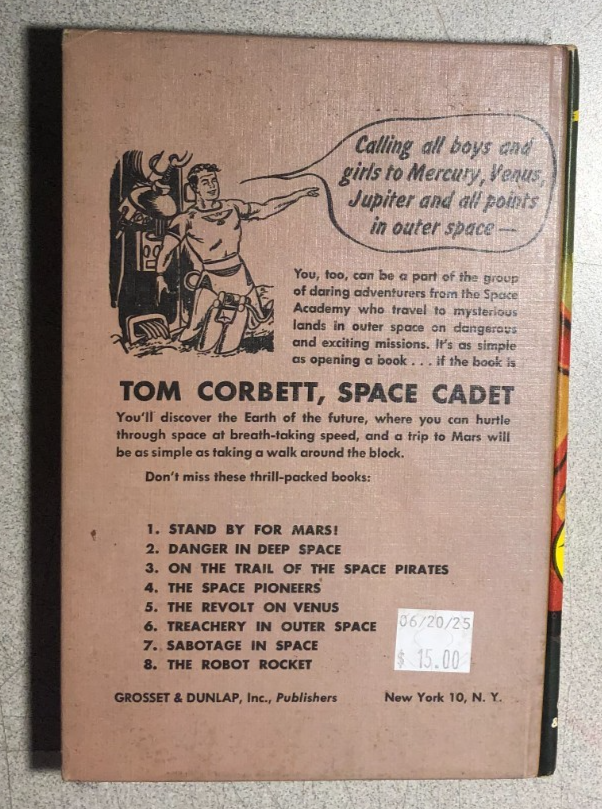 Calling all boys and
girls to Mercury, Venus,
Jupiter and all points
in outer space —
You, too, can be a part of the group
of daring adventurers from the Space
Academy who travel to mysterious
lands in outer space on dangerous
and exciting missions. It's as simple
as opening a book . . . if the book is
TOM CORBETT, SPACE CADET
You'll discover the Earth of the future, where you can hurtle
through space at breath-taking speed, and a trip to Mars will
be as simple as taking a walk around the block.
Don't miss these thrill-packed books:
1. STAND BY FOR MARS!
2. DANGER IN DEEP SPACE
3. ON THE TRAIL OF THE SPACE PIRATES
4. THE SPACE PIONEERS
5. THE REVOLT ON VENUS
6. TREACHERY IN OUTER SPACE
7. SABOTAGE IN SPACE
8. THE ROBOT ROCKET
06/20/25
$ 15.00
GROSSET & DUNLAP, Inc., Publishers New York 10, N. Y.